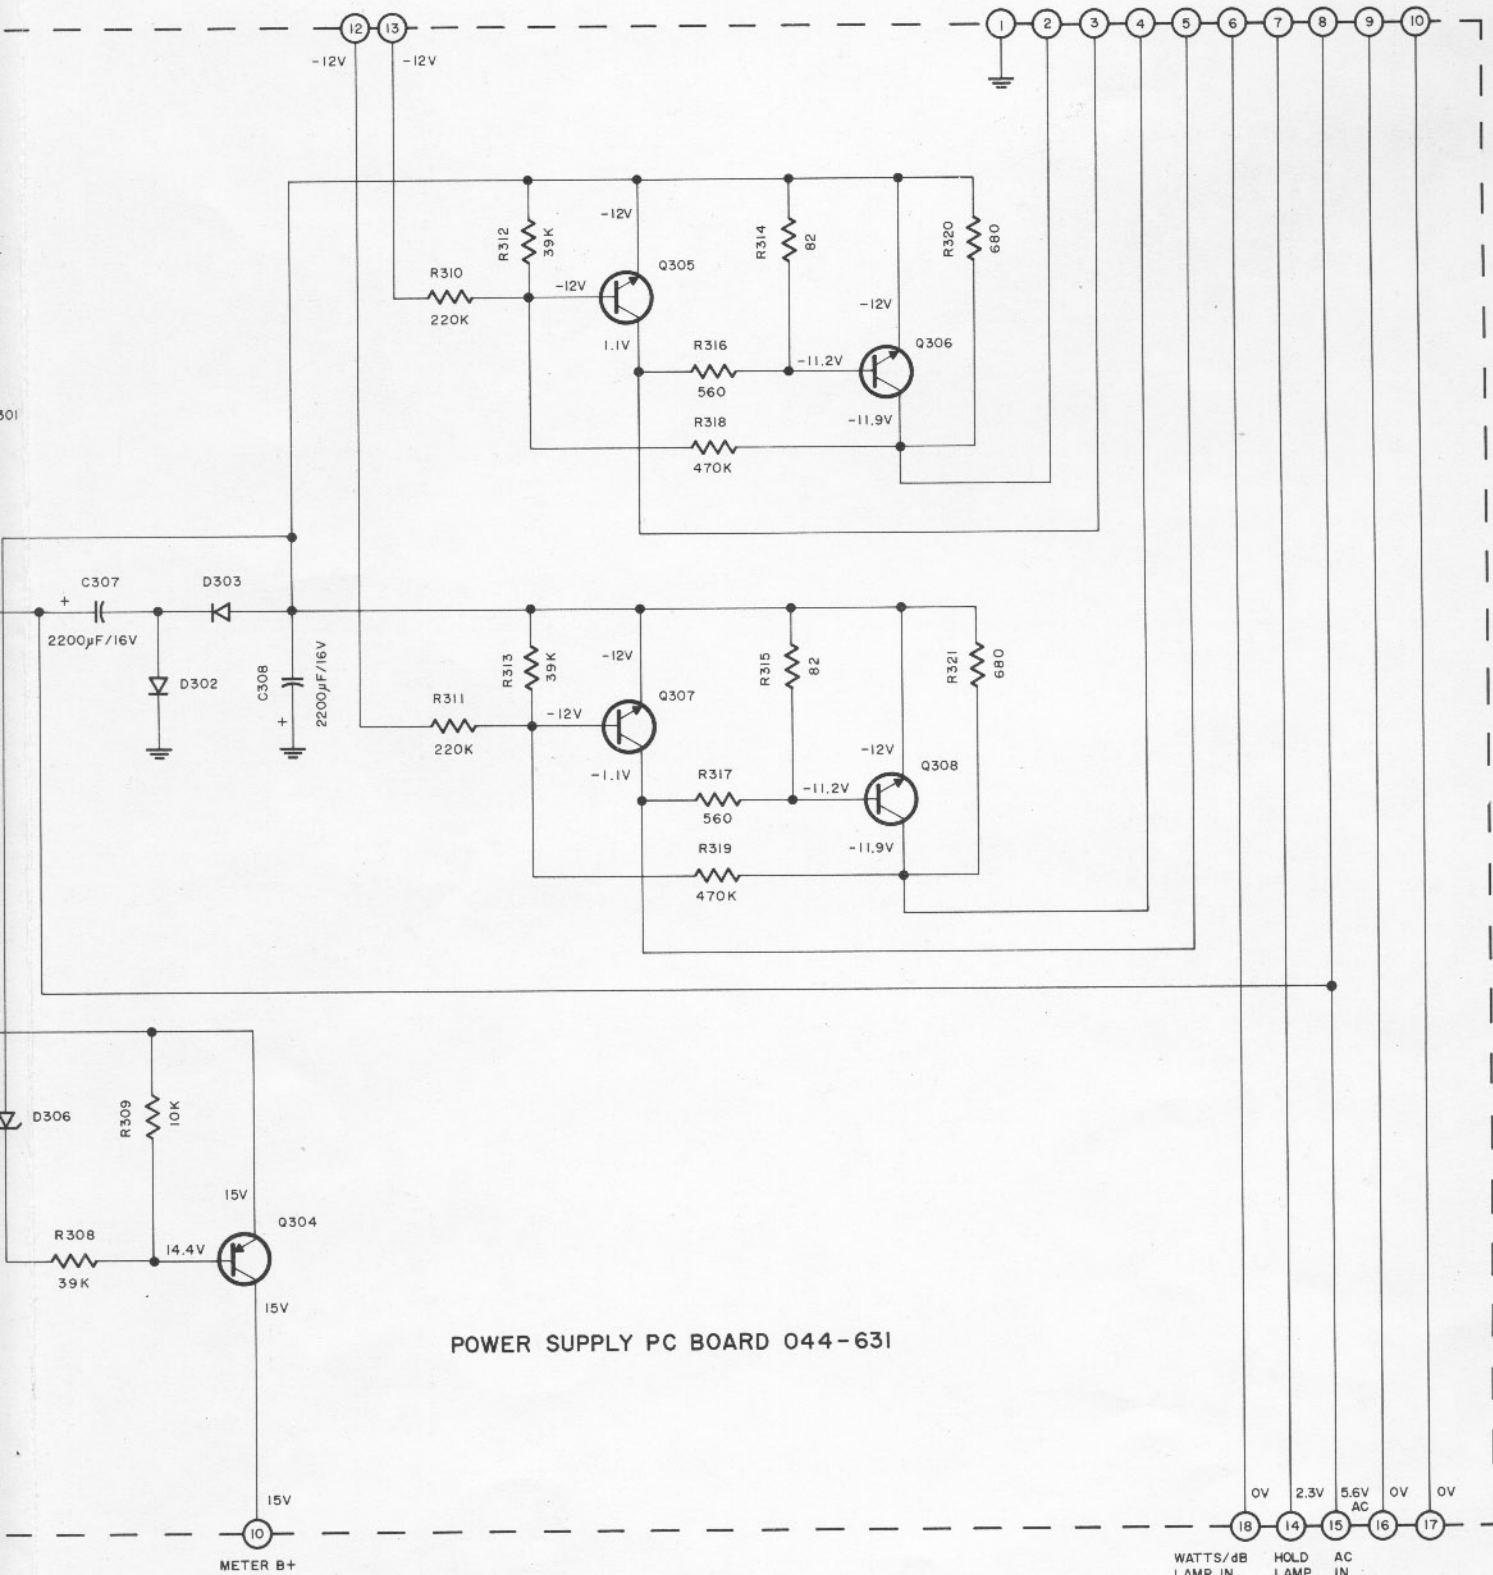 12 13 1 2 3 4 5 6 7 8 9 10
-12V -12V
R312 39K
-12V
Q305
R314 82
R320 680
R310
220K
-12V
-12V
1.1V
R316
560
-11.2V
Q306
R318
470K
-11.9V
301
C307
+
2200µF/16V
D303
D302
C308 2200µF/16V
+
R313 39K
-12V
Q307
R315 82
R321 680
R311
220K
-12V
-12V
-1.1V
R317
560
-11.2V
Q308
R319
470K
-11.9V
D306
R309 10K
15V
Q304
R308
39K
14.4V
15V
POWER SUPPLY PC BOARD 044-631
15V
0V 2.3V 5.6V AC 0V 0V
10 18 14 15 16 17
METER B+
WATTS/dB LAMP IN
HOLD LAMP
AC IN